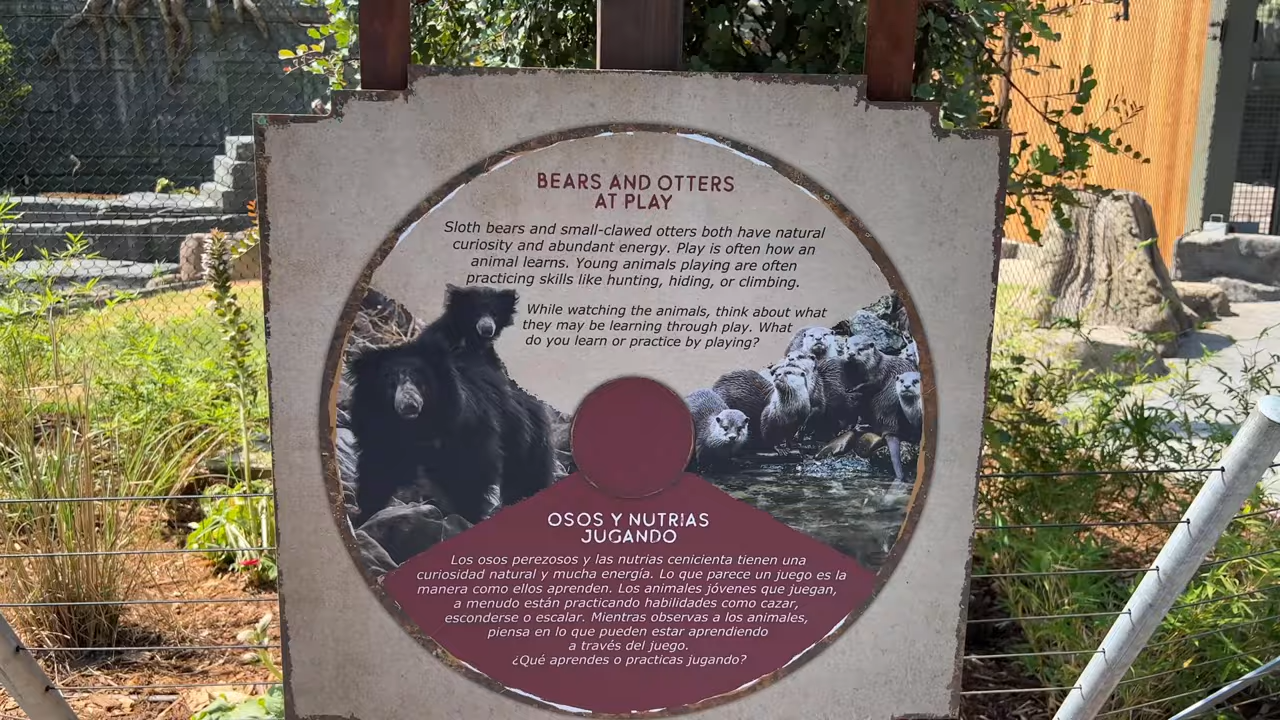 BEARS AND OTTERS
AT PLAY
Sloth bears and small-clawed otters both have natural
curiosity and abundant energy. Play is often how an
animal learns. Young animals playing are often
practicing skills like hunting, hiding, or climbing.
While watching the animals, think about what
they may be learning through play. What
do you learn or practice by playing?
OSOS Y NUTRIAS
JUGANDO
Los osos perezosos y las nutrias cenicienta tienen una
curiosidad natural y mucha energía. Lo que parece un juego es la
manera como ellos aprenden. Los animales jóvenes que juegan,
a menudo están practicando habilidades como cazar,
esconderse o escalar. Mientras observas a los animales,
piensa en lo que pueden estar aprendiendo
a través del juego.
¿Qué aprendes o practicas jugando?